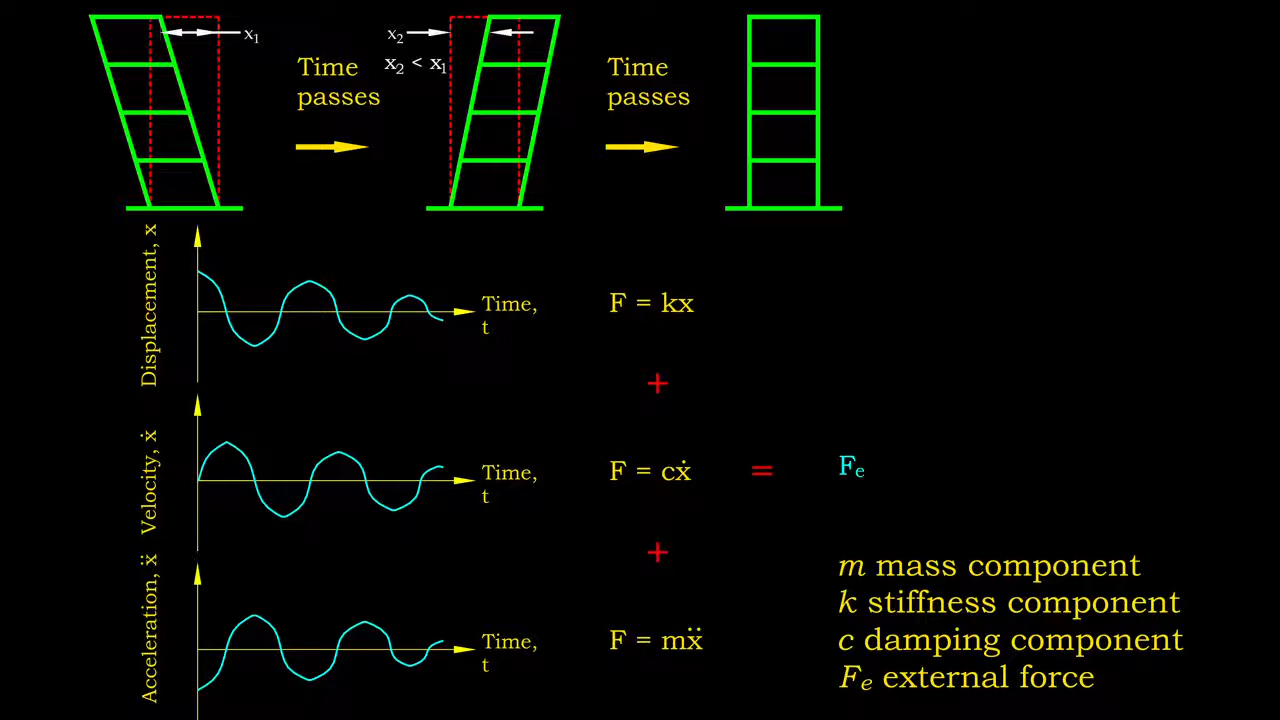 x₁
x₂
x₂ < x₁
Time
passes
Time
passes
Displacement, x
Time,
t
F = kx
+
Velocity, ẋ
Time,
t
F = cẋ
=
Fₑ
+
Acceleration, ẍ
Time,
t
F = mẍ
m mass component
k stiffness component
c damping component
Fₑ external force